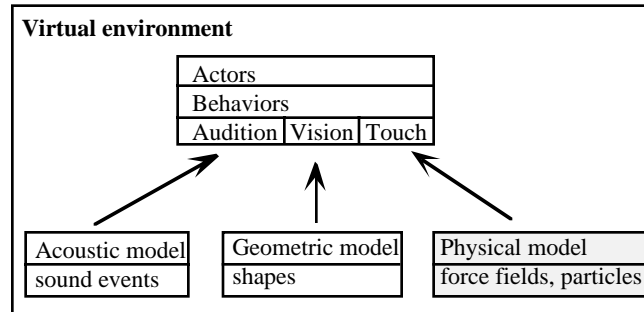 Virtual environment
Actors
Behaviors
Audition Vision Touch
Acoustic model Geometric model Physical model
sound events shapes force fields, particles